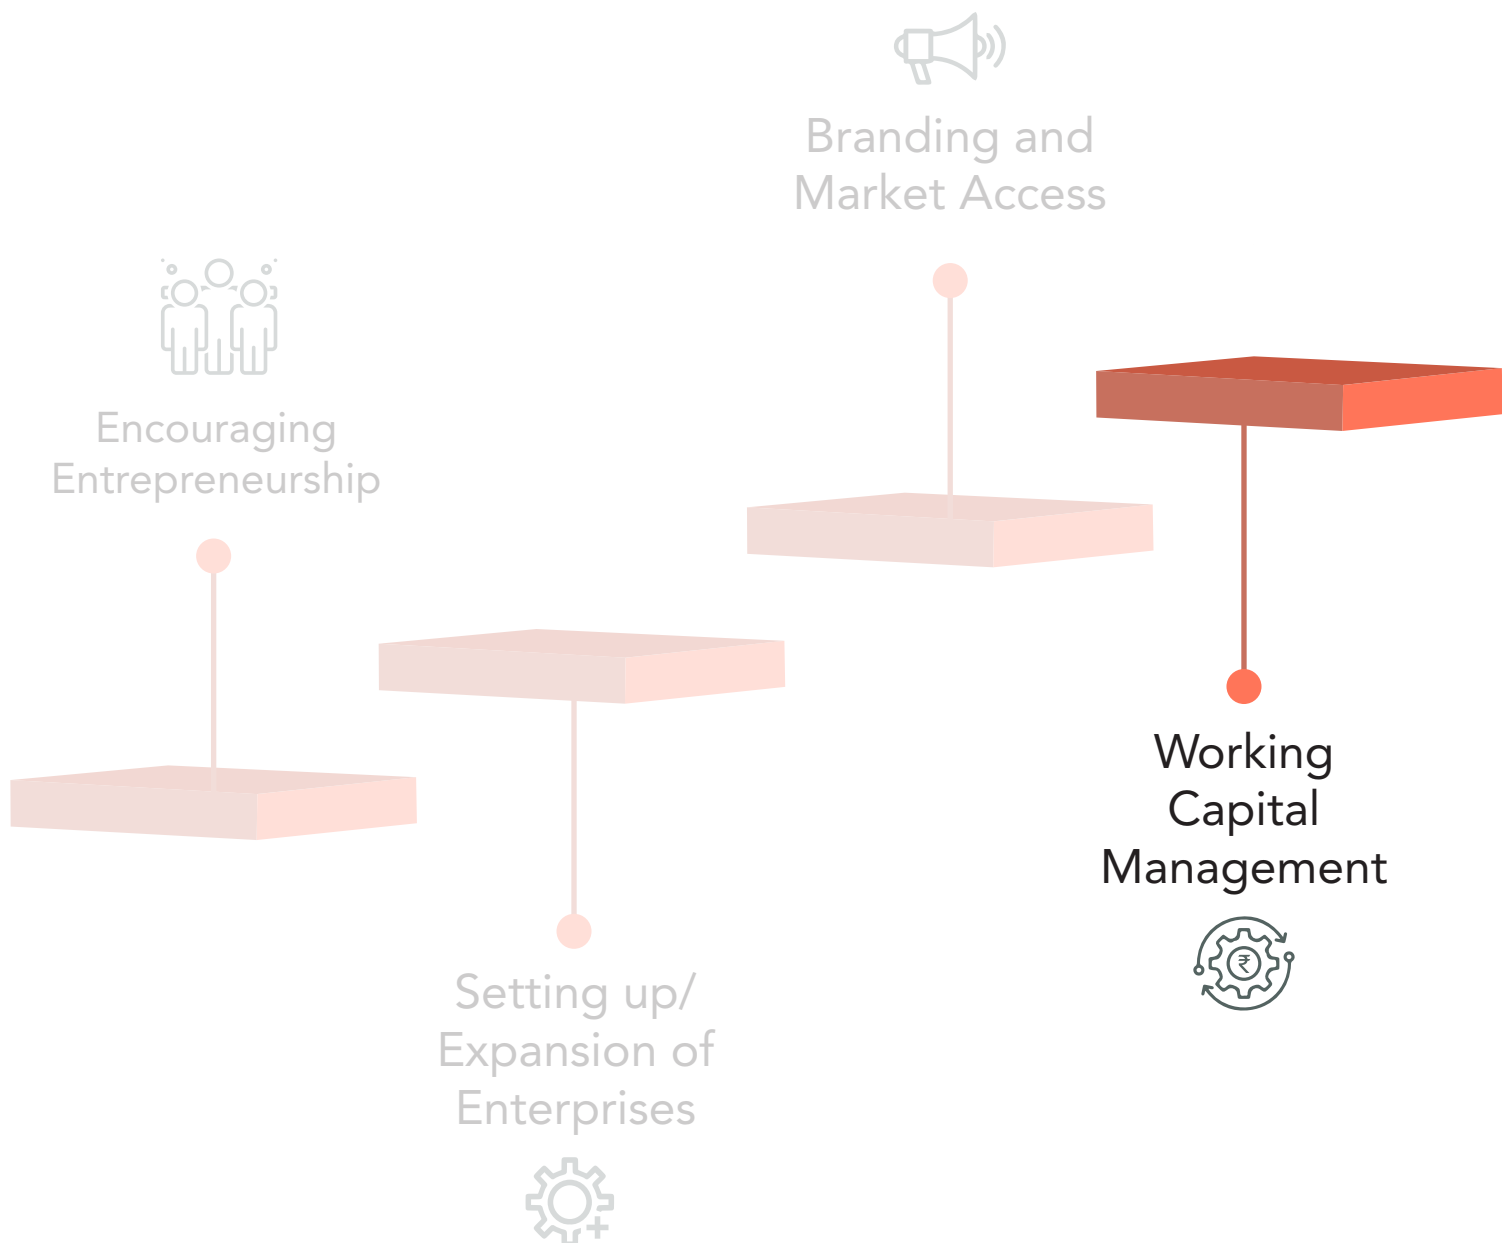 Branding and
Market Access
Encouraging
Entrepreneurship
Working
Capital
Management
₹
Setting up/
Expansion of
Enterprises